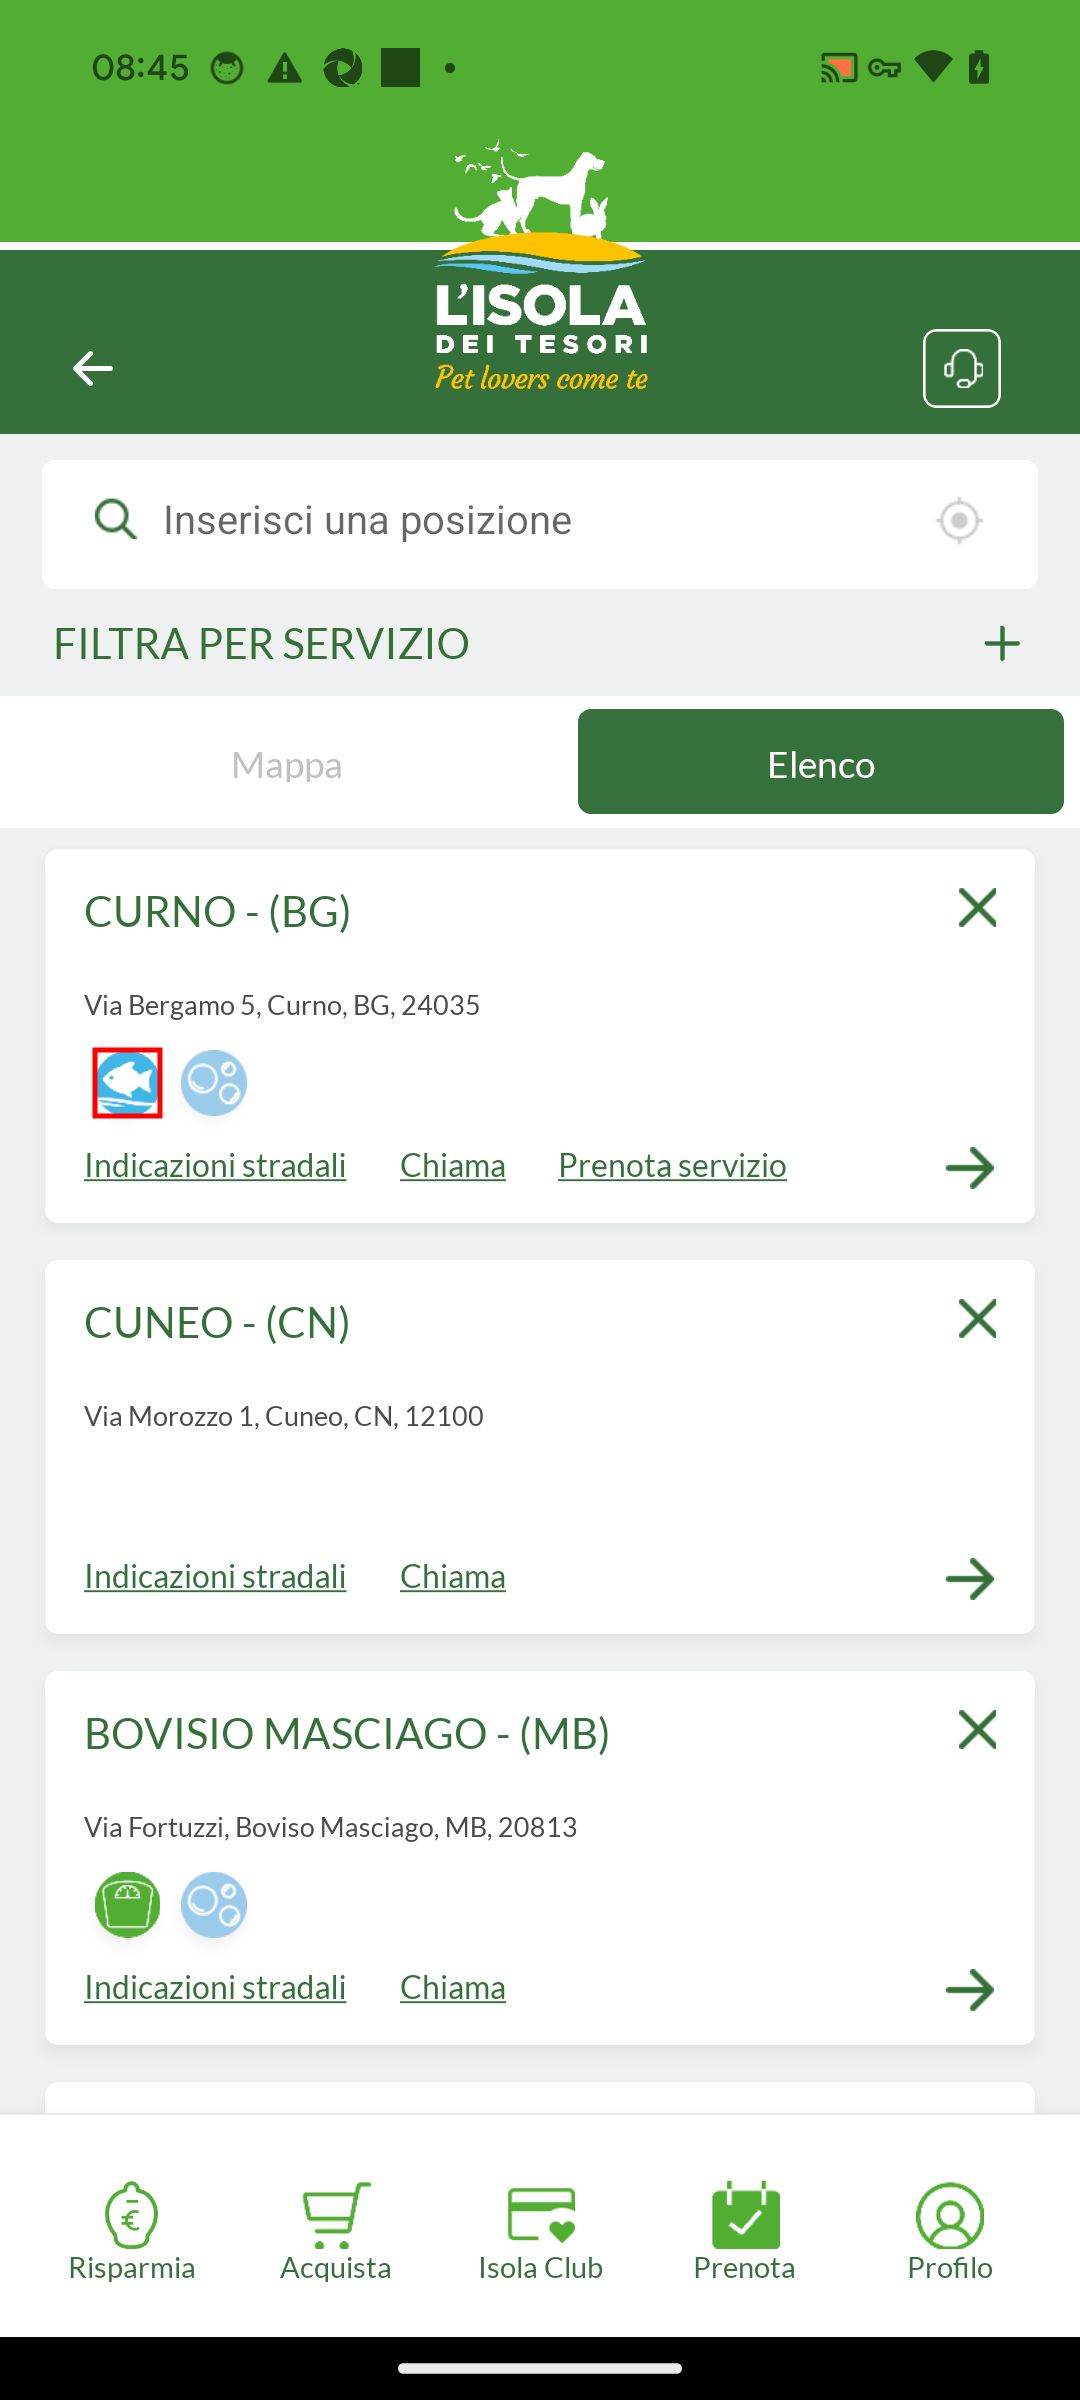 08:45
L'ISOLA
DEI TESORI
Pet lovers come te
Inserisci una posizione
FILTRA PER SERVIZIO
Mappa
Elenco
CURNO - (BG)
Via Bergamo 5, Curno, BG, 24035
Indicazioni stradali Chiama Prenota servizio
CUNEO - (CN)
Via Morozzo 1, Cuneo, CN, 12100
Indicazioni stradali Chiama
BOVISIO MASCIAGO - (MB)
Via Fortuzzi, Boviso Masciago, MB, 20813
Indicazioni stradali Chiama
Risparmia Acquista Isola Club Prenota Profilo